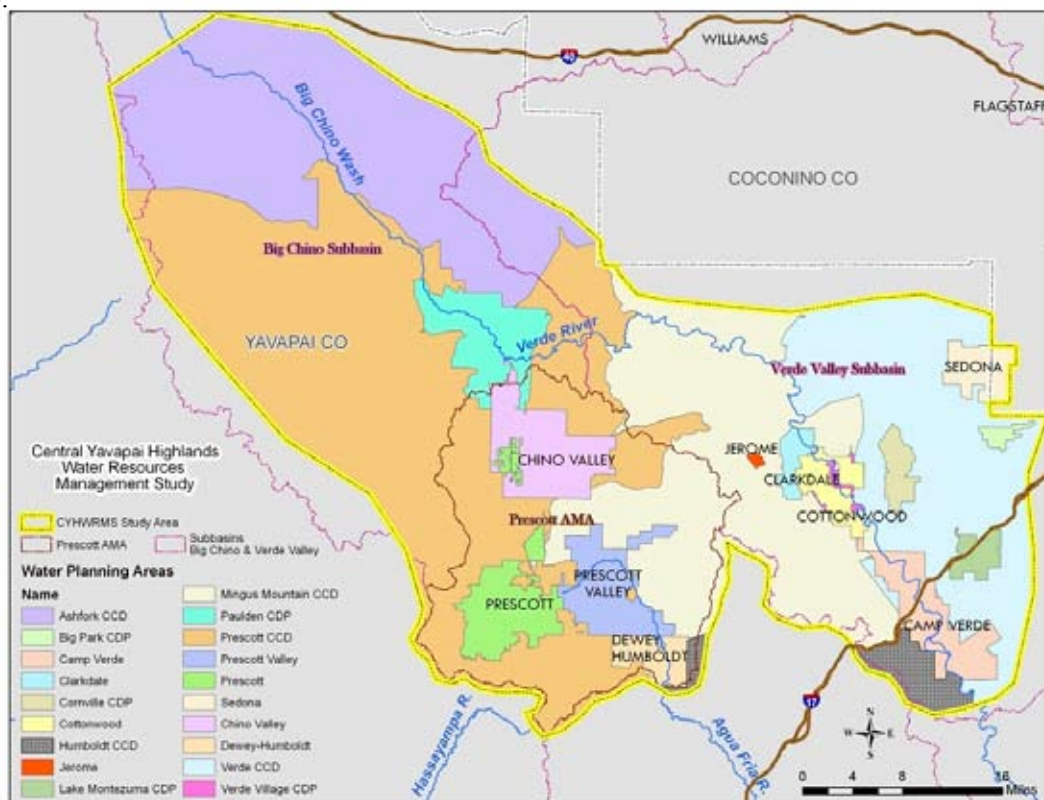 WILLIAMS
40
FLAGSTAFF
Big Chino Wash
COCONINO CO
Big Chino Subbasin
YAVAPAI CO
Verde River
Verde Valley Subbasin
SEDONA
CHINO VALLEY
JEROME
CLARKDALE
COTTONWOOD
Prescott AMA
PRESCOTT
PRESCOTT
VALLEY
DEWEY
HUMBOLDT
CAMP VERDE
17
Hassayampa R.
Agua Fria R.
Central Yavapai Highlands
Water Resources
Management Study
CYHWRMS Study Area
Prescott AMA
Subbasins
Big Chino & Verde Valley
Water Planning Areas
Name
Ashfork CCD
Big Park CDP
Camp Verde
Clarkdale
Cornville CDP
Cottonwood
Humboldt CCD
Jerome
Lake Montezuma CDP
Mingus Mountain CCD
Paulden CDP
Prescott CCD
Prescott Valley
Prescott
Sedona
Chino Valley
Dewey-Humboldt
Verde CCD
Verde Village CDP
N
W E
S
0 2 4 8 16
Miles